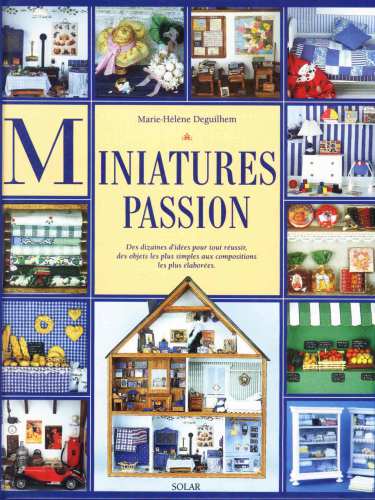 Marie-Hélène Deguilhem
MINIATURES
PASSION
Des dizaines d'idées pour tout réussir,
des objets les plus simples aux compositions
les plus élaborées.
SOLAR